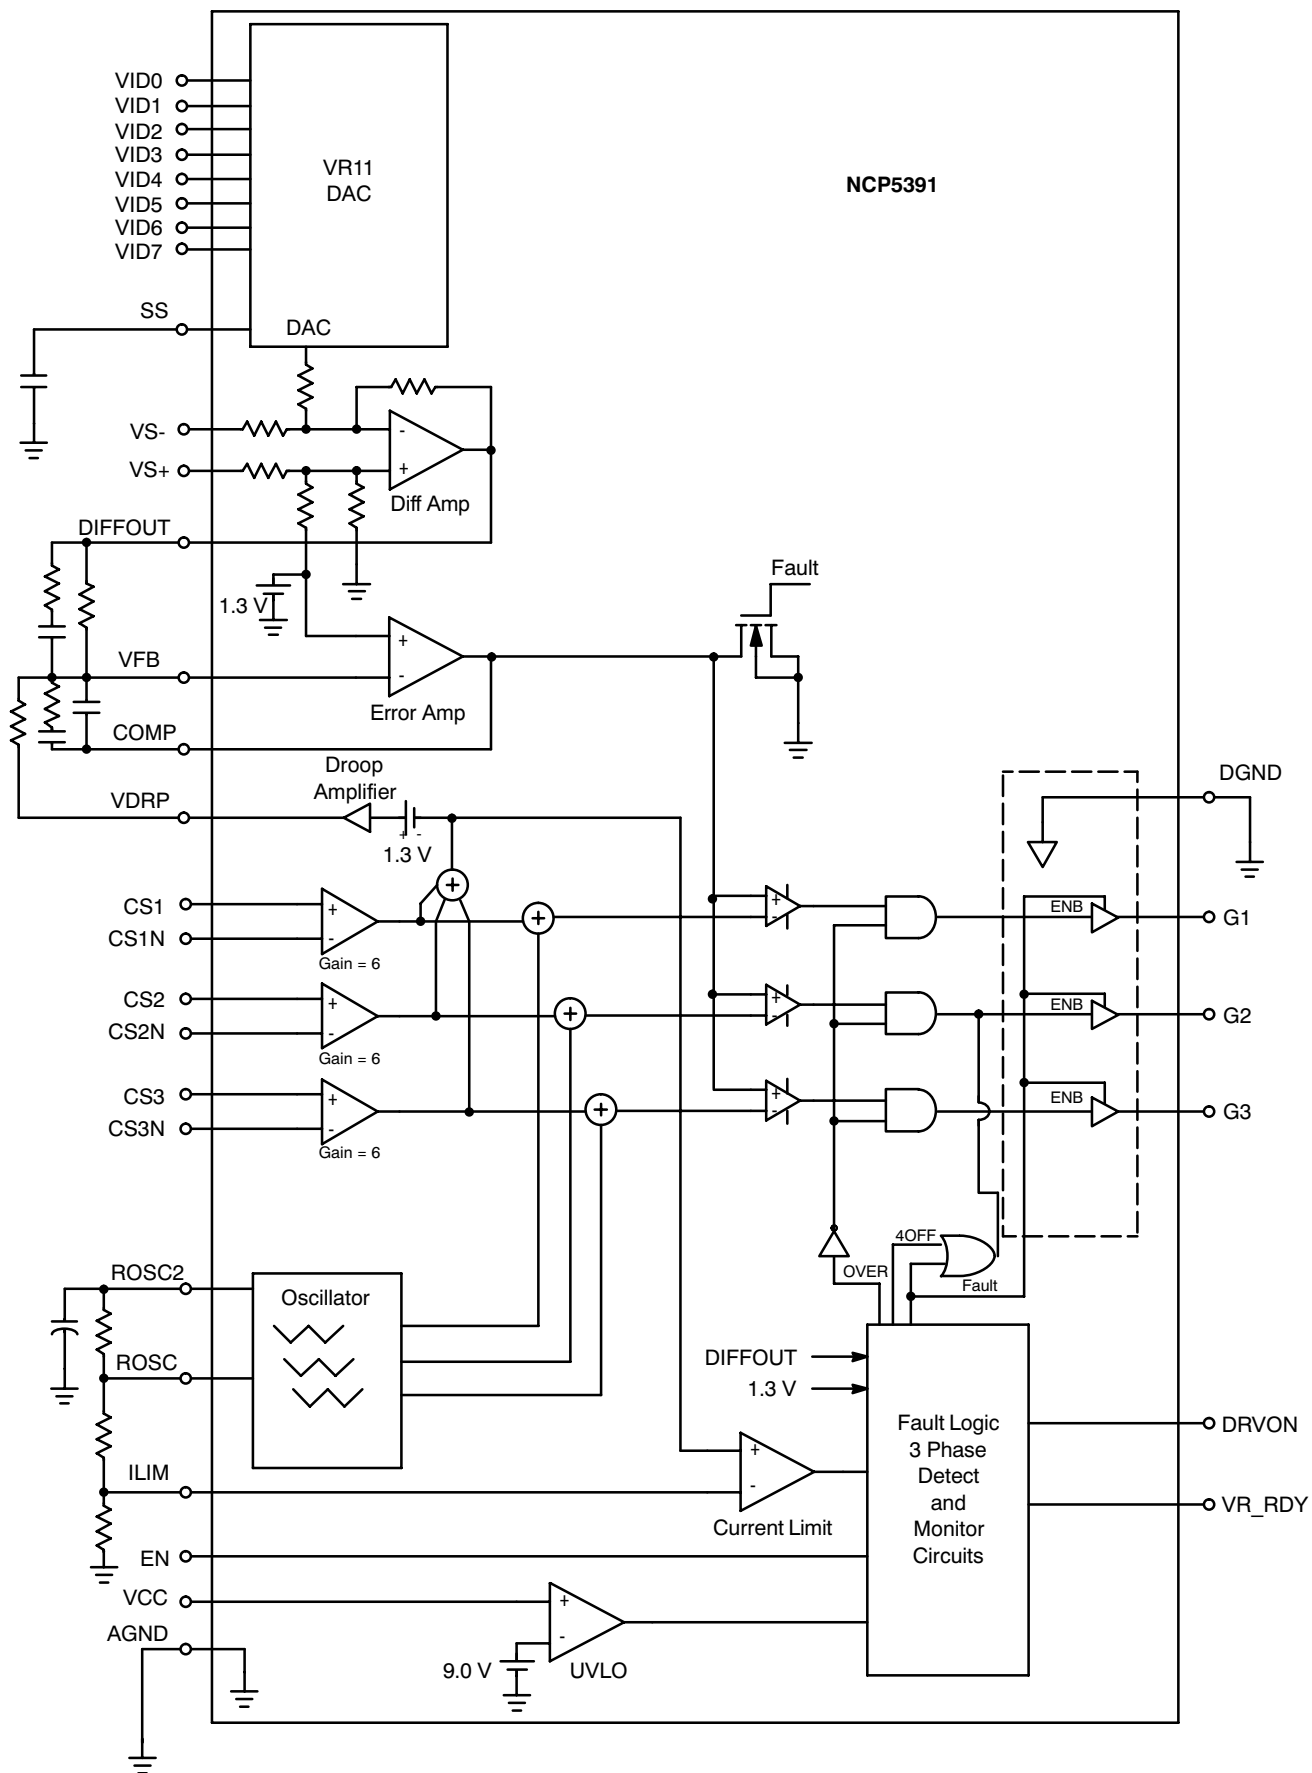 VID0
VID1
VID2
VID3
VID4
VID5
VID6
VID7
VR11
DAC
NCP5391
SS
DAC
VS-
VS+
-
+
Diff Amp
DIFFOUT
1.3 V
Fault
VFB
+
-
Error Amp
COMP
Droop
Amplifier
VDRP
+ -
1.3 V
DGND
+
CS1
CS1N
+
-
Gain = 6
+
+
-
ENB
G1
CS2
CS2N
+
-
Gain = 6
+
+
-
ENB
G2
CS3
CS3N
+
-
Gain = 6
+
+
-
ENB
G3
4OFF
OVER
Fault
ROSC2
Oscillator
ROSC
DIFFOUT
1.3 V
Fault Logic
3 Phase
Detect
and
Monitor
Circuits
DRVON
VR_RDY
ILIM
+
-
Current Limit
EN
VCC
AGND
+
-
9.0 V
UVLO